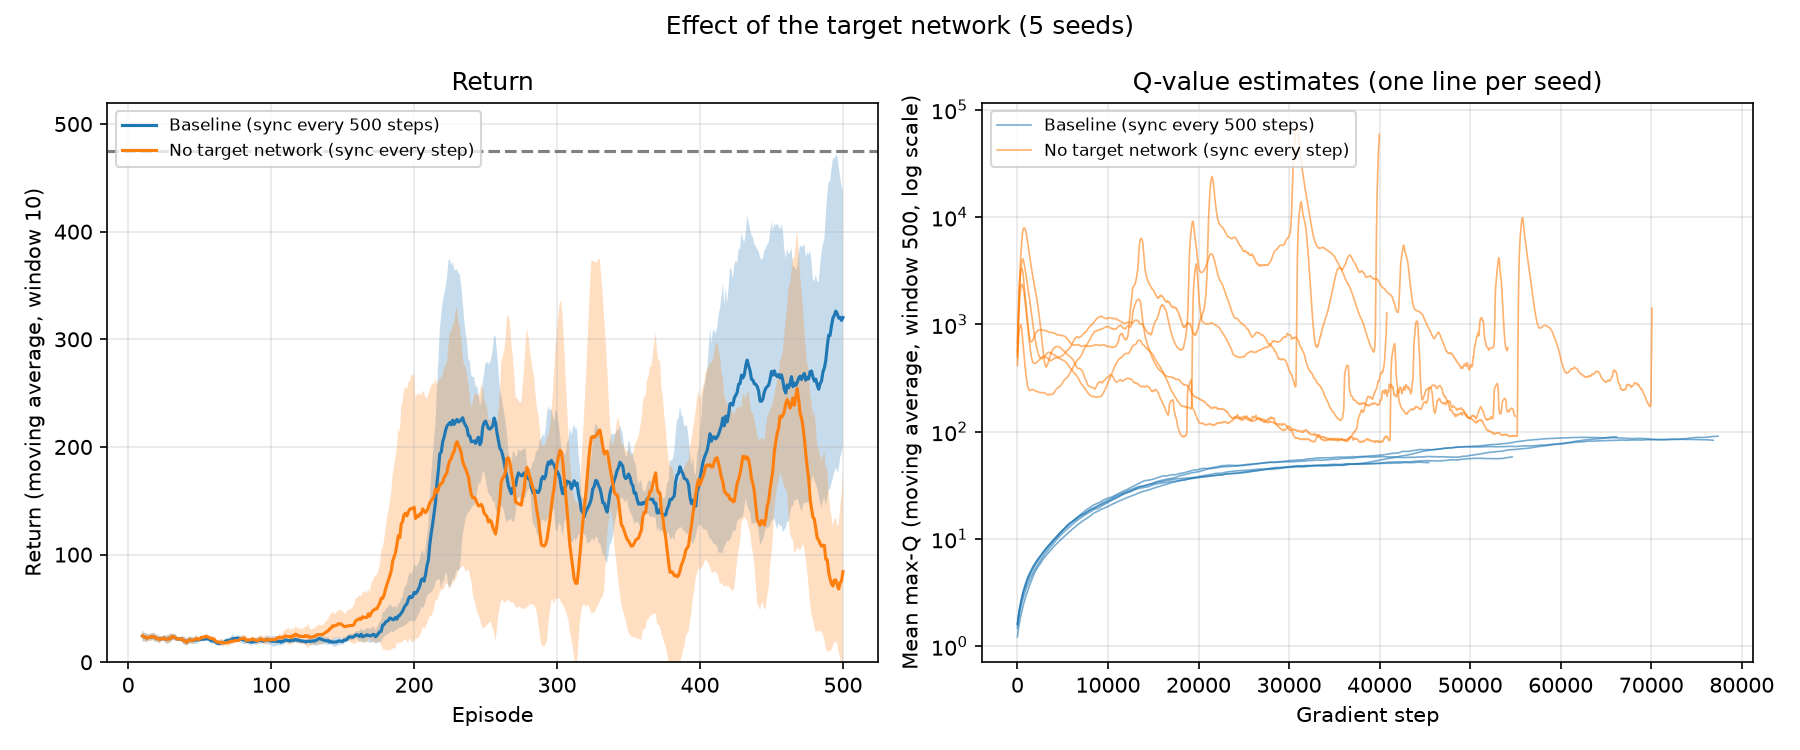 Effect of the target network (5 seeds)
Return
Return (moving average, window 10)
500
400
300
200
100
0
Baseline (sync every 500 steps)
No target network (sync every step)
0 100 200 300 400 500
Episode
Q-value estimates (one line per seed)
Mean max-Q (moving average, window 500, log scale)
10⁵
10⁴
10³
10²
10¹
10⁰
Baseline (sync every 500 steps)
No target network (sync every step)
0 10000 20000 30000 40000 50000 60000 70000 80000
Gradient step